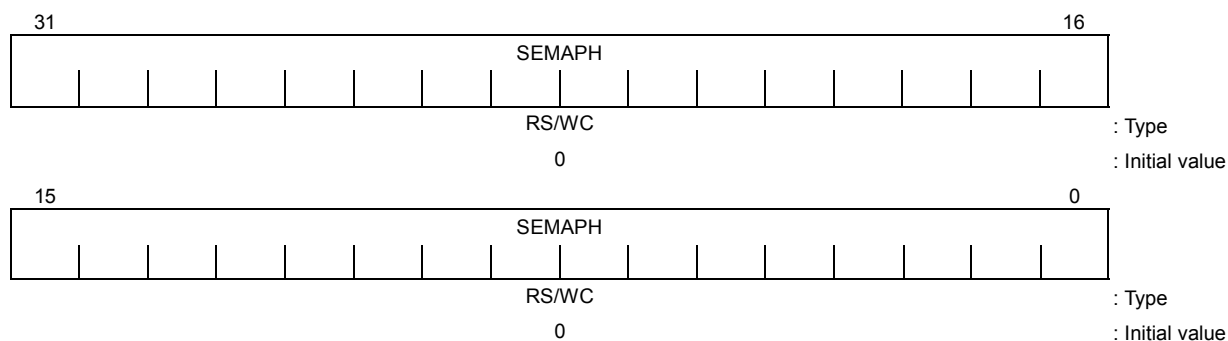 31 16
SEMAPH
RS/WC : Type
0 : Initial value
15 0
SEMAPH
RS/WC : Type
0 : Initial value